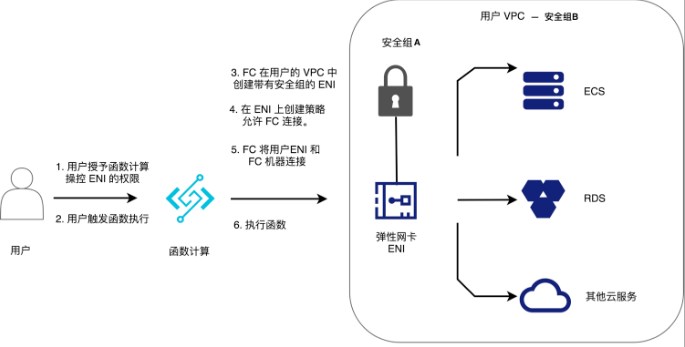 用户 VPC — 安全组B
安全组A
3. FC 在用户的 VPC 中
创建带有安全组的 ENI
4. 在 ENI 上创建策略
允许 FC 连接。
5. FC 将用户ENI 和
FC 机器连接
6. 执行函数
1. 用户授予函数计算
操控 ENI 的权限
2. 用户触发函数执行
用户
函数计算
弹性网卡
ENI
ECS
RDS
其他云服务